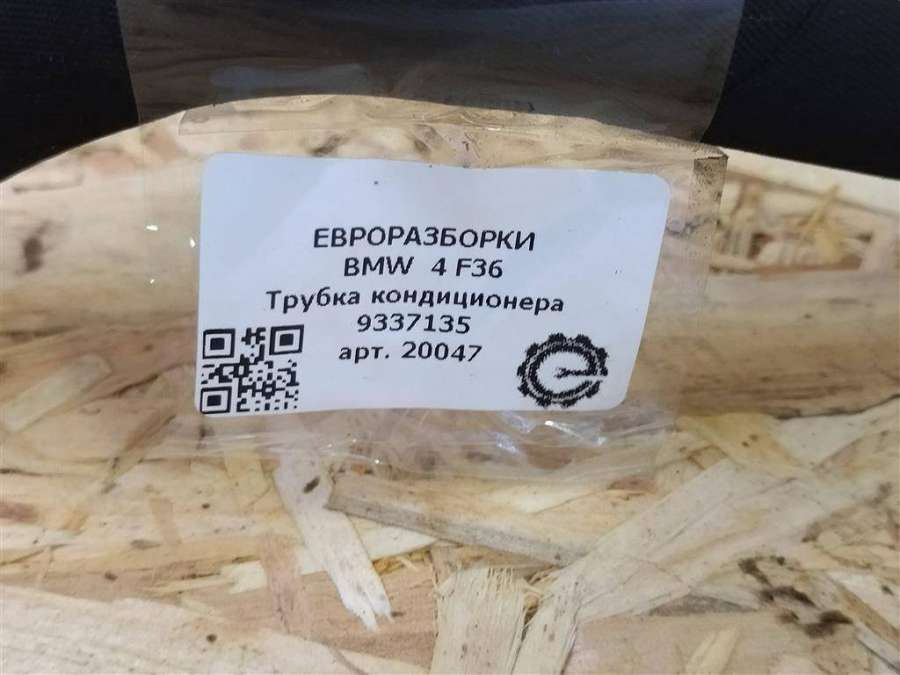 ЕВРОРАЗБОРКИ
BMW 4 F36
Трубка кондиционера
9337135
арт. 20047